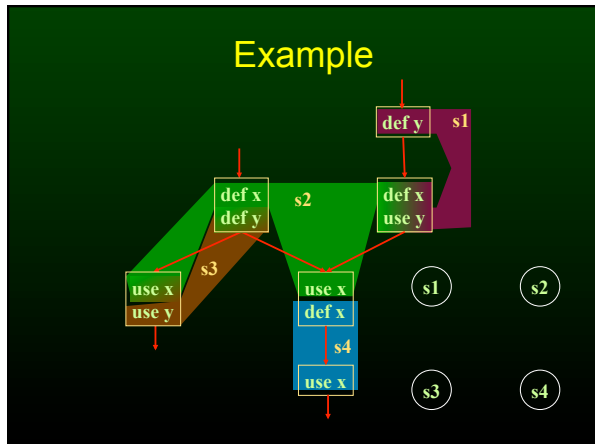 Example
def y
s1
def x
def y
s2
def x
use y
s3
use x
use y
use x
def x
s1
s2
s4
use x
s3
s4